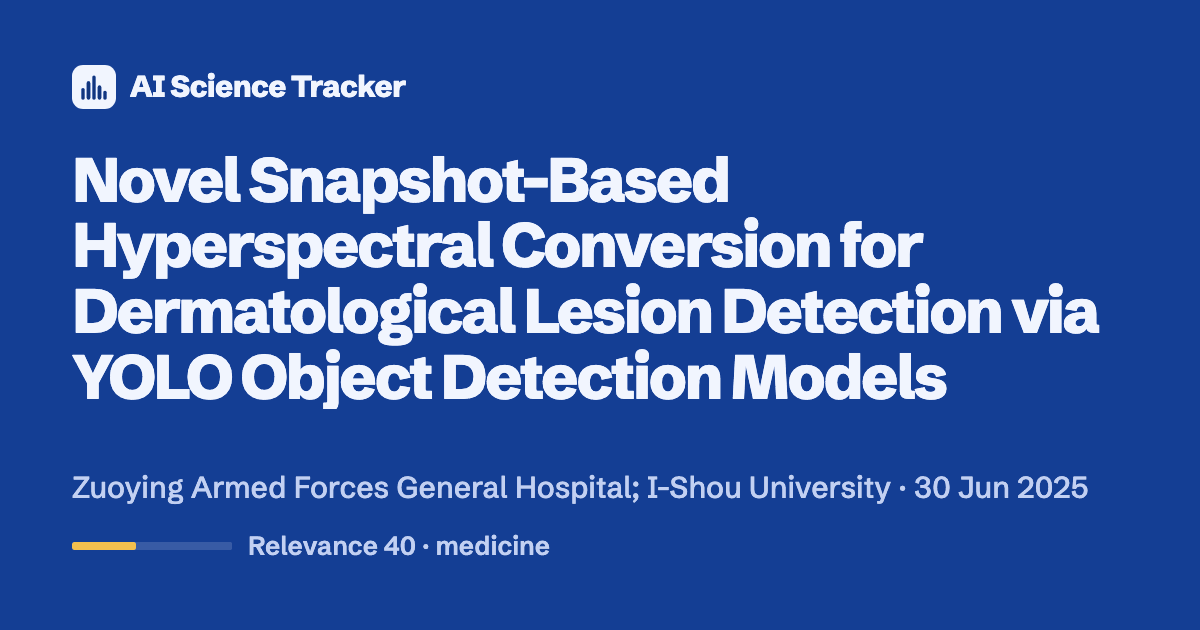 AI Science Tracker
Novel Snapshot-Based
Hyperspectral Conversion for
Dermatological Lesion Detection via
YOLO Object Detection Models
Zuoying Armed Forces General Hospital; I-Shou University · 30 Jun 2025
Relevance 40 · medicine